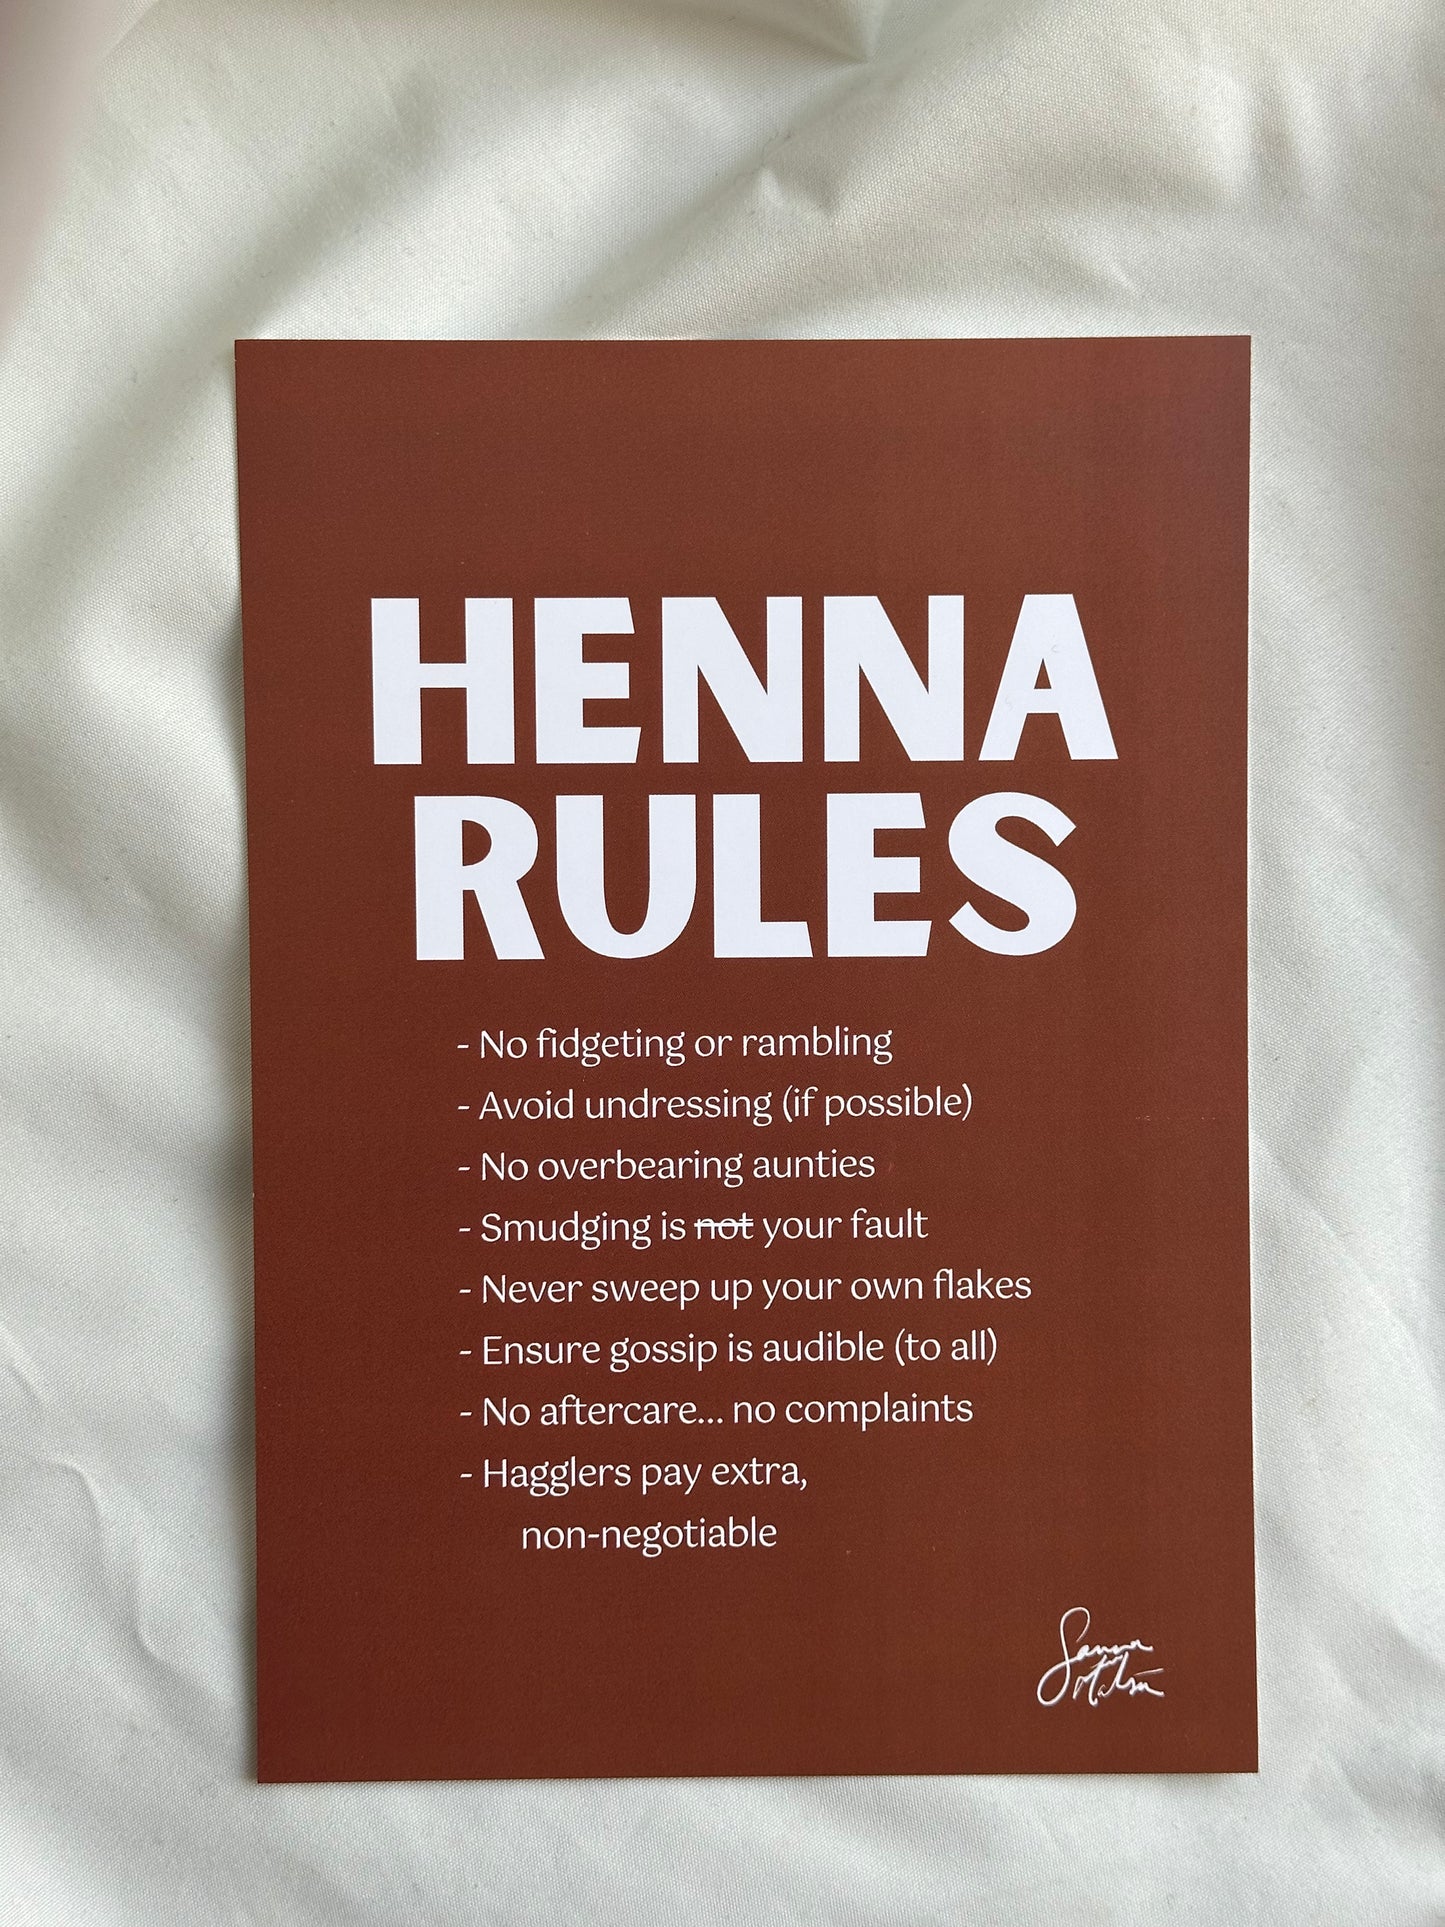 HENNA
RULES
- No fidgeting or rambling
- Avoid undressing (if possible)
- No overbearing aunties
- Smudging is not your fault
- Never sweep up your own flakes
- Ensure gossip is audible (to all)
- No aftercare... no complaints
- Hagglers pay extra,
non-negotiable